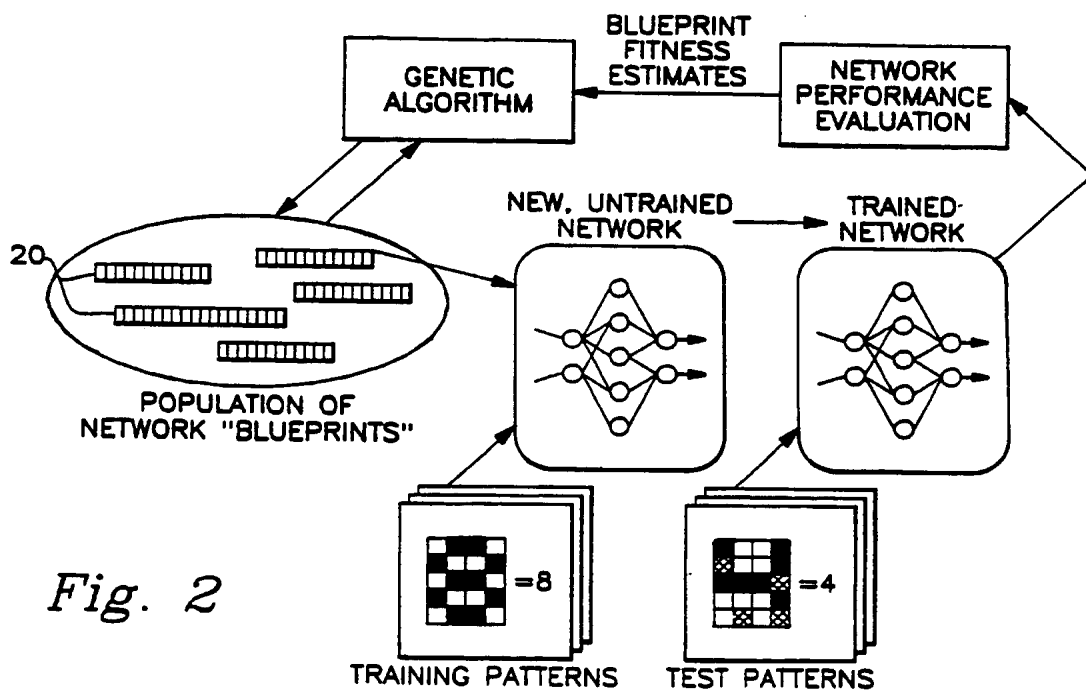 GENETIC
ALGORITHM
BLUEPRINT
FITNESS
ESTIMATES
NETWORK
PERFORMANCE
EVALUATION
20
NEW, UNTRAINED
NETWORK
TRAINED-
NETWORK
POPULATION OF
NETWORK "BLUEPRINTS"
=8
=4
Fig. 2
TRAINING PATTERNS
TEST PATTERNS